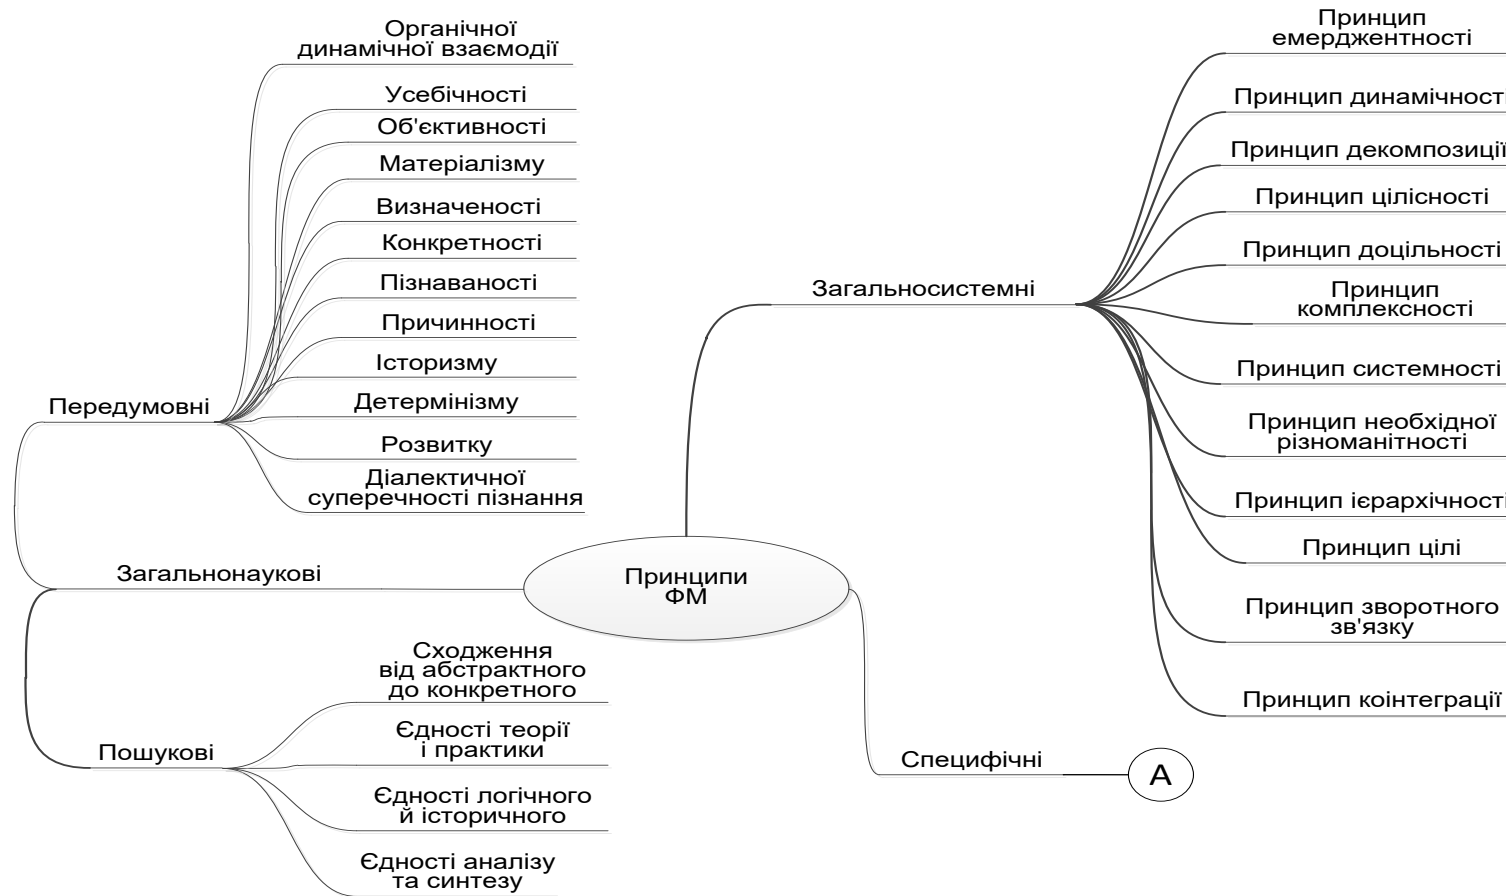 Органічної
динамічної взаємодії
Усебічності
Об'єктивності
Матеріалізму
Визначеності
Конкретності
Пізнаваності
Причинності
Історизму
Детермінізму
Розвитку
Діалектичної
суперечності пізнання
Передумовні
Загальнонаукові
Пошукові
Сходження
від абстрактного
до конкретного
Єдності теорії
і практики
Єдності логічного
й історичного
Єдності аналізу
та синтезу
Принципи
ФМ
Загальносистемні
Принцип
емерджентності
Принцип динамічності
Принцип декомпозиції
Принцип цілісності
Принцип доцільності
Принцип
комплексності
Принцип системності
Принцип необхідної
різноманітності
Принцип ієрархічності
Принцип цілі
Принцип зворотного
зв'язку
Принцип коінтеграції
Специфічні
А